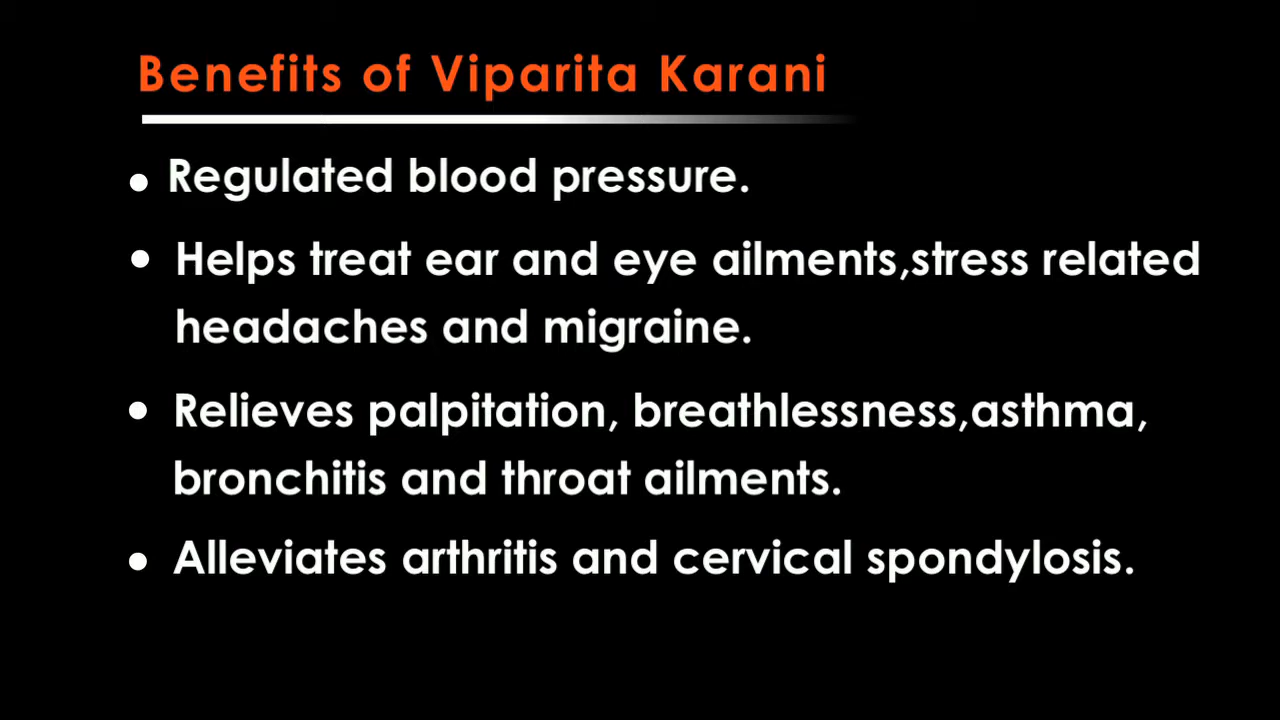 Benefits of Viparita Karani
• Regulated blood pressure.
• Helps treat ear and eye ailments,stress related
headaches and migraine.
• Relieves palpitation, breathlessness,asthma,
bronchitis and throat ailments.
• Alleviates arthritis and cervical spondylosis.